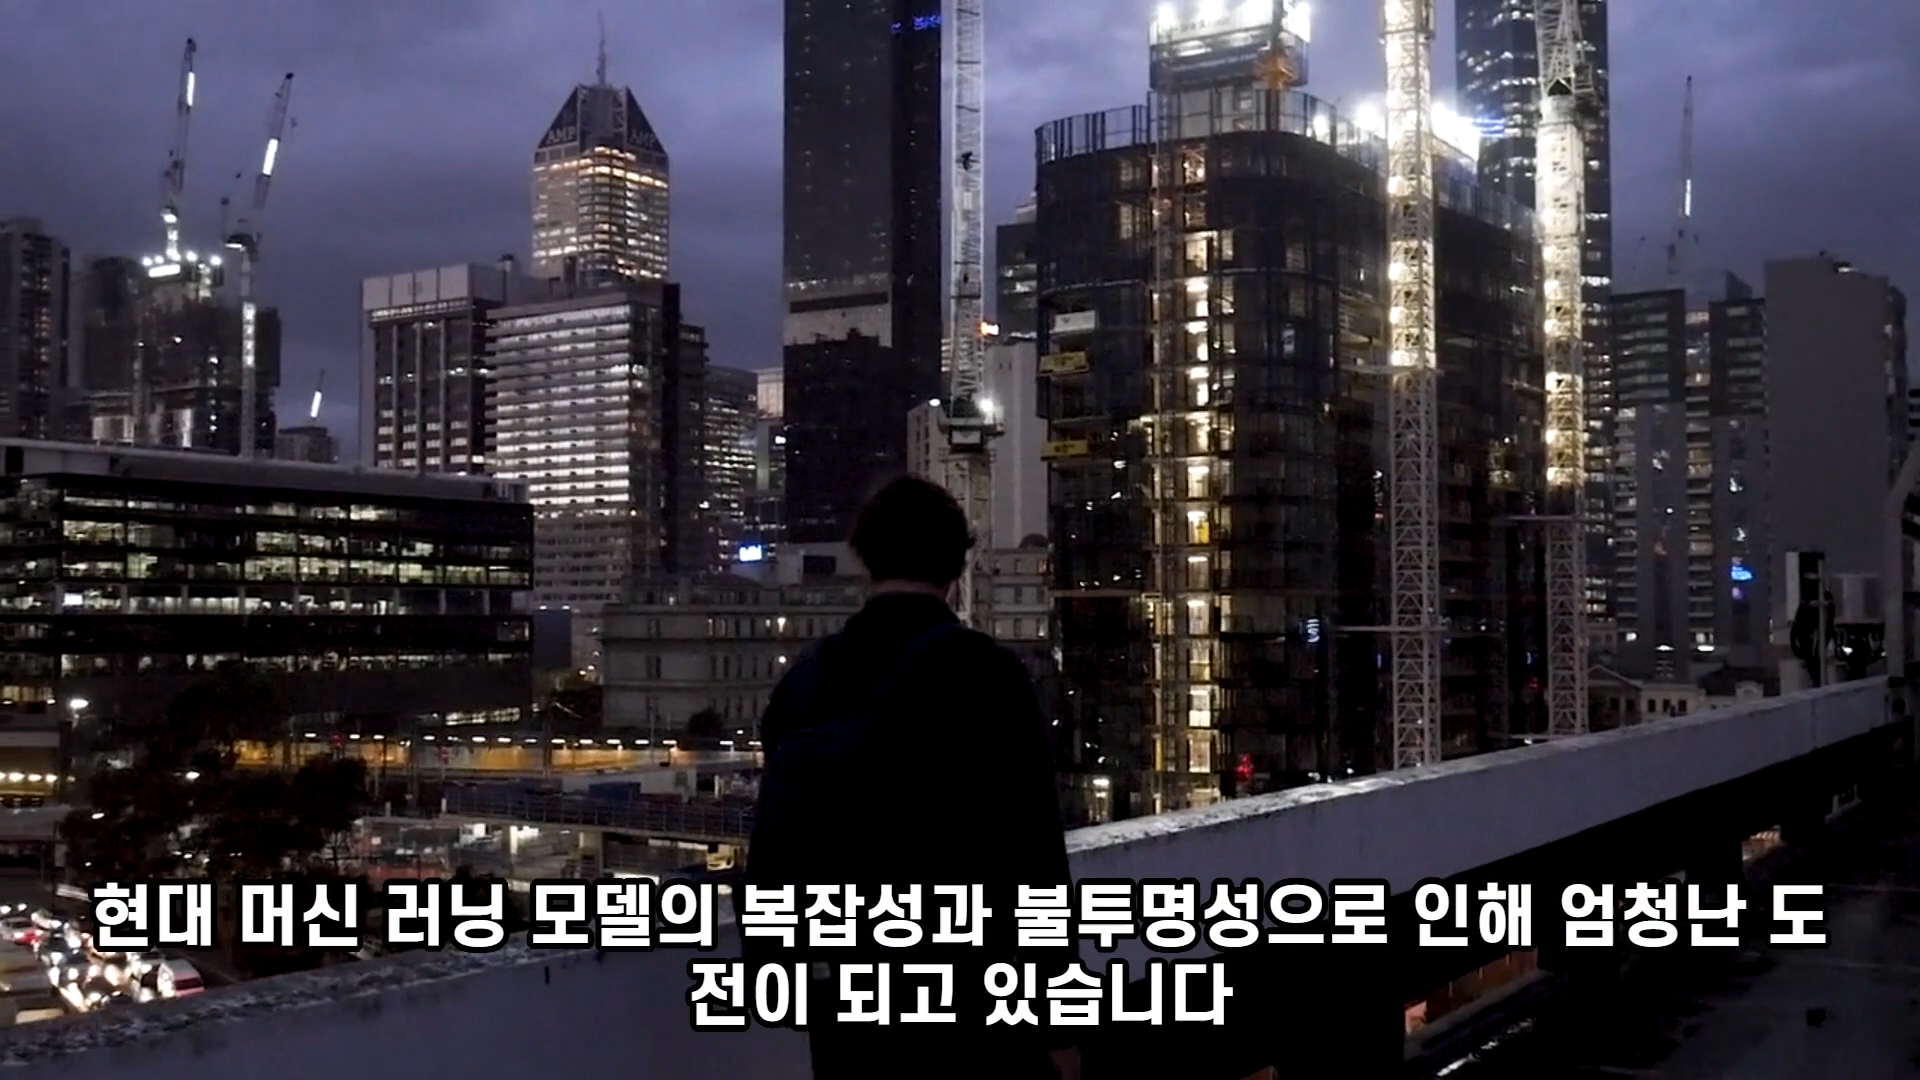 AMP
현대 머신 러닝 모델의 복잡성과 불투명성으로 인해 엄청난 도
전이 되고 있습니다